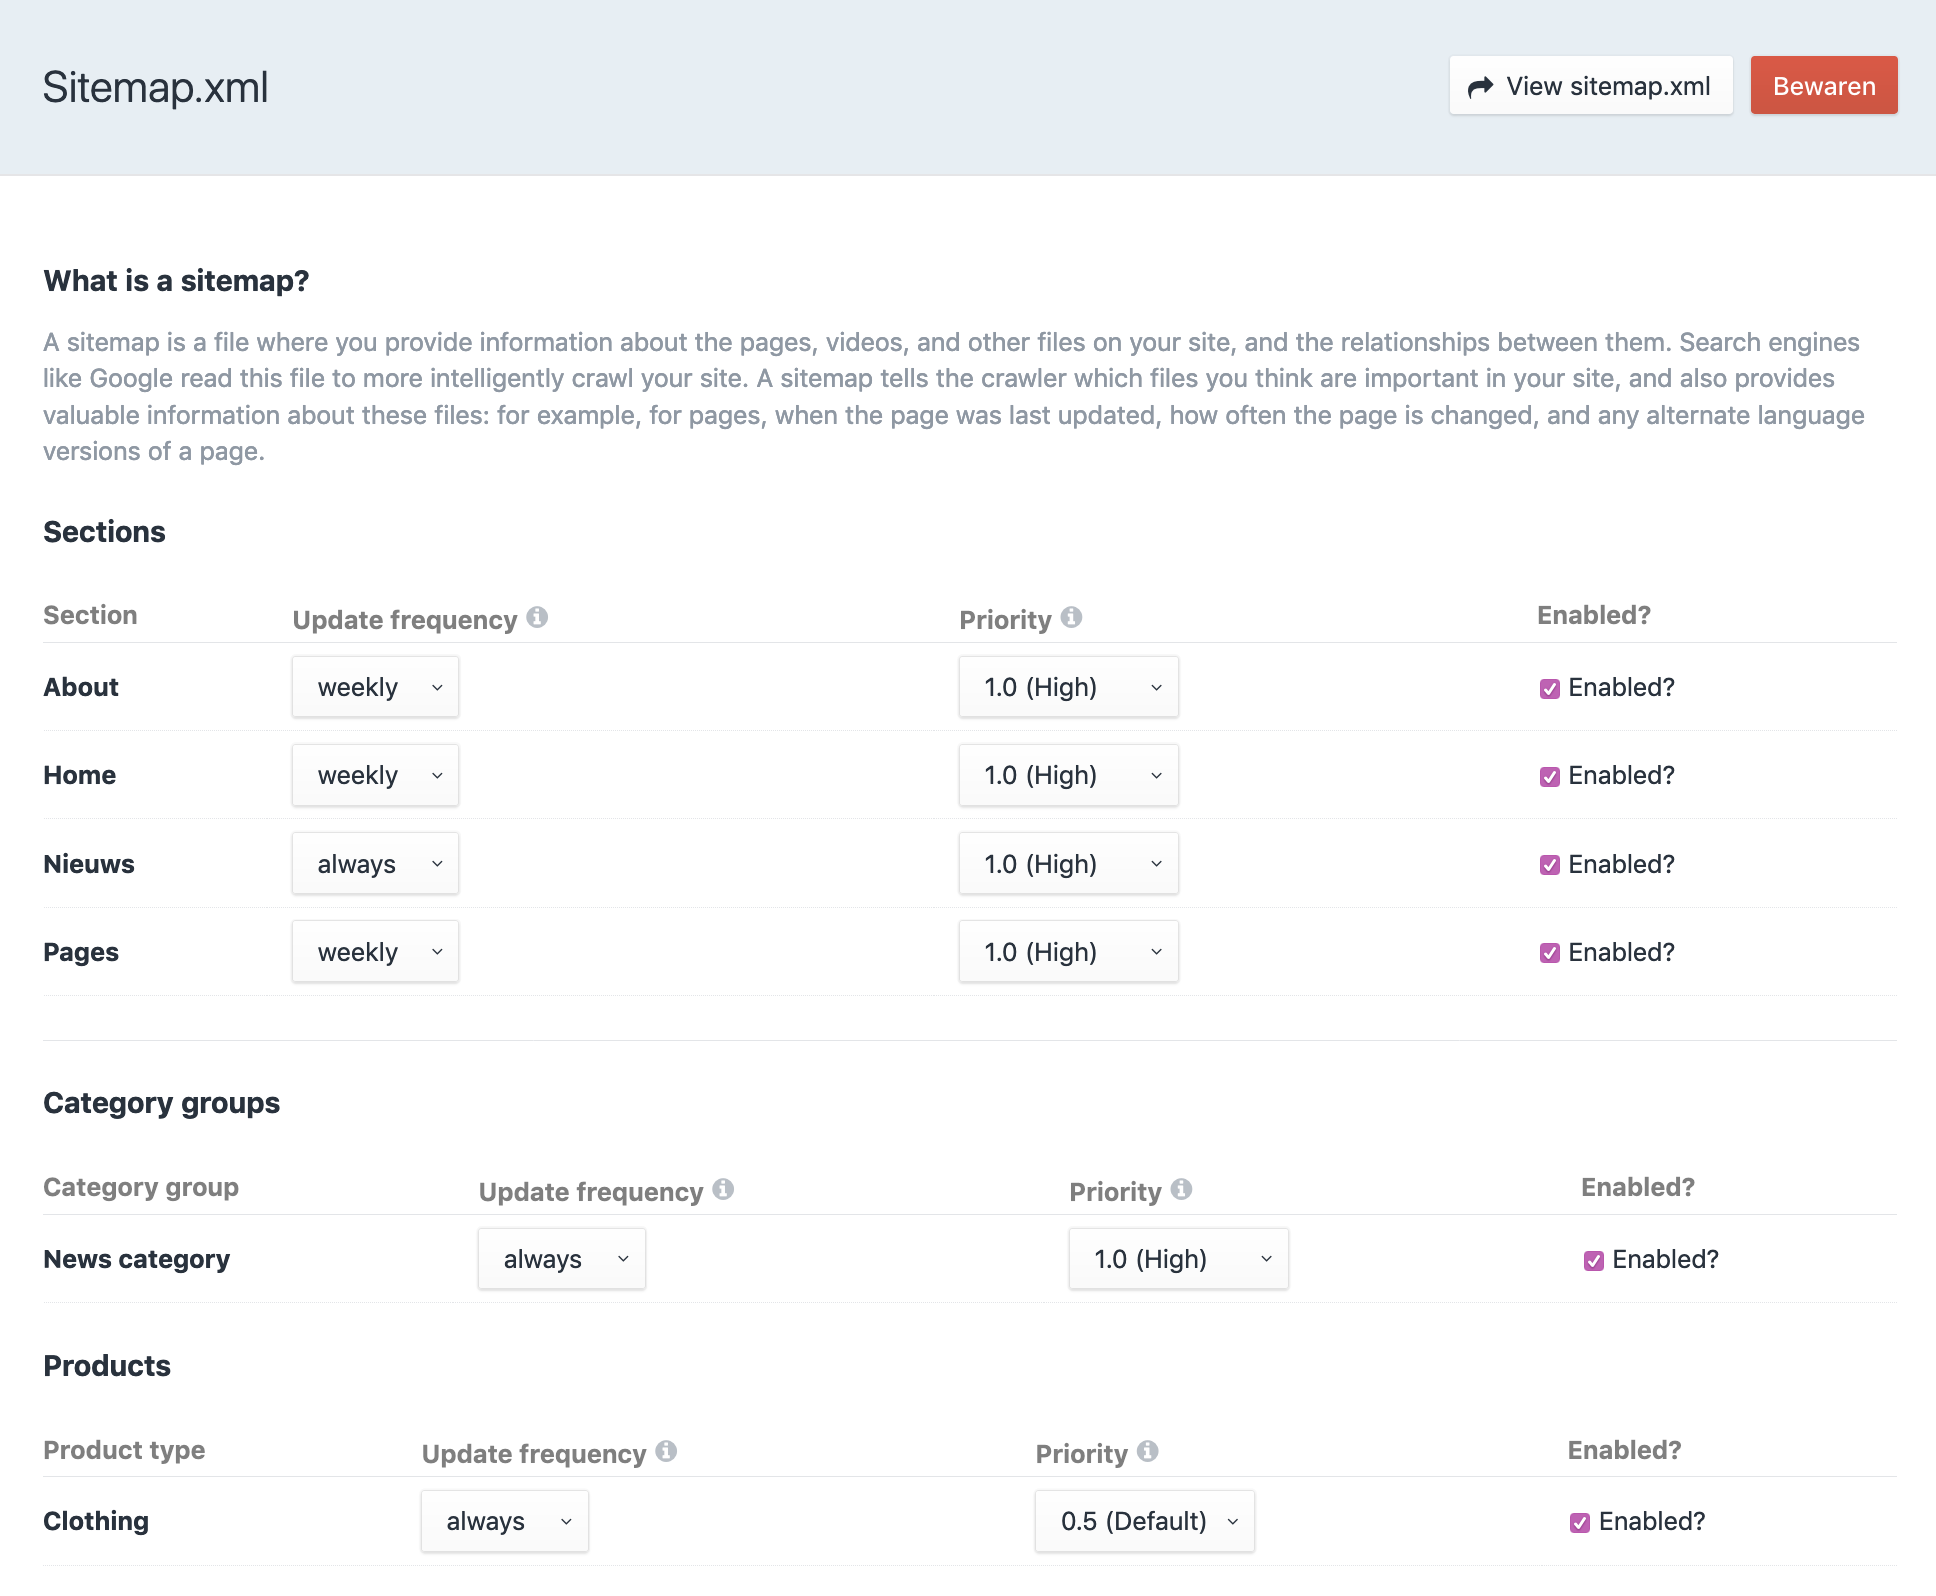 Sitemap.xml
View sitemap.xml
Bewaren
What is a sitemap?
A sitemap is a file where you provide information about the pages, videos, and other files on your site, and the relationships between them. Search engines
like Google read this file to more intelligently crawl your site. A sitemap tells the crawler which files you think are important in your site, and also provides
valuable information about these files: for example, for pages, when the page was last updated, how often the page is changed, and any alternate language
versions of a page.
Sections
Section Update frequency Priority Enabled?
About weekly 1.0 (High) Enabled?
Home weekly 1.0 (High) Enabled?
Nieuws always 1.0 (High) Enabled?
Pages weekly 1.0 (High) Enabled?
Category groups
Category group Update frequency Priority Enabled?
News category always 1.0 (High) Enabled?
Products
Product type Update frequency Priority Enabled?
Clothing always 0.5 (Default) Enabled?